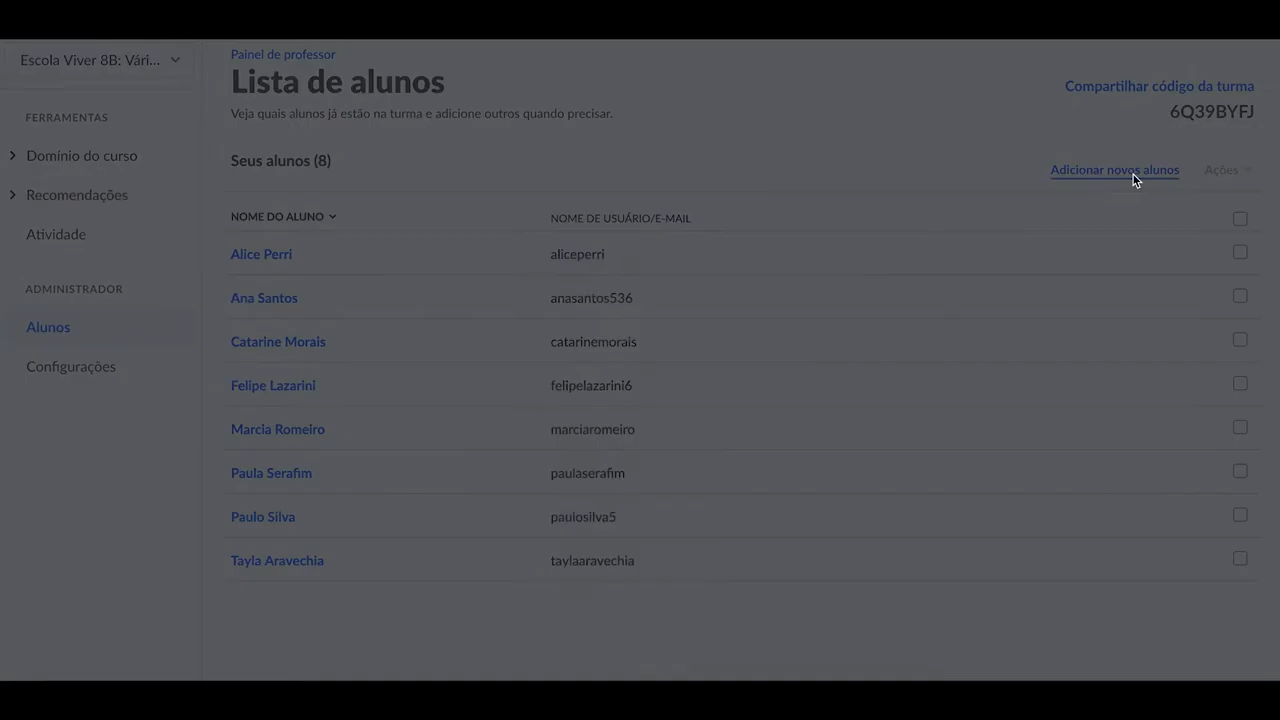 Escola Viver 8B: Vári...
FERRAMENTAS
Domínio do curso
Recomendações
Atividade
ADMINISTRADOR
Alunos
Configurações
Painel de professor
Lista de alunos
Veja quais alunos já estão na turma e adicione outros quando precisar.
Compartilhar código da turma
6Q39BYFJ
Seus alunos (8)
Adicionar novos alunos Ações
NOME DO ALUNO NOME DE USUÁRIO/E-MAIL
Alice Perri aliceperri
Ana Santos anasantos536
Catarine Morais catarinemorais
Felipe Lazarini felipelazarini6
Marcia Romeiro marciaromeiro
Paula Serafim paulaserafim
Paulo Silva paulosilva5
Tayla Aravechia taylaaravechia